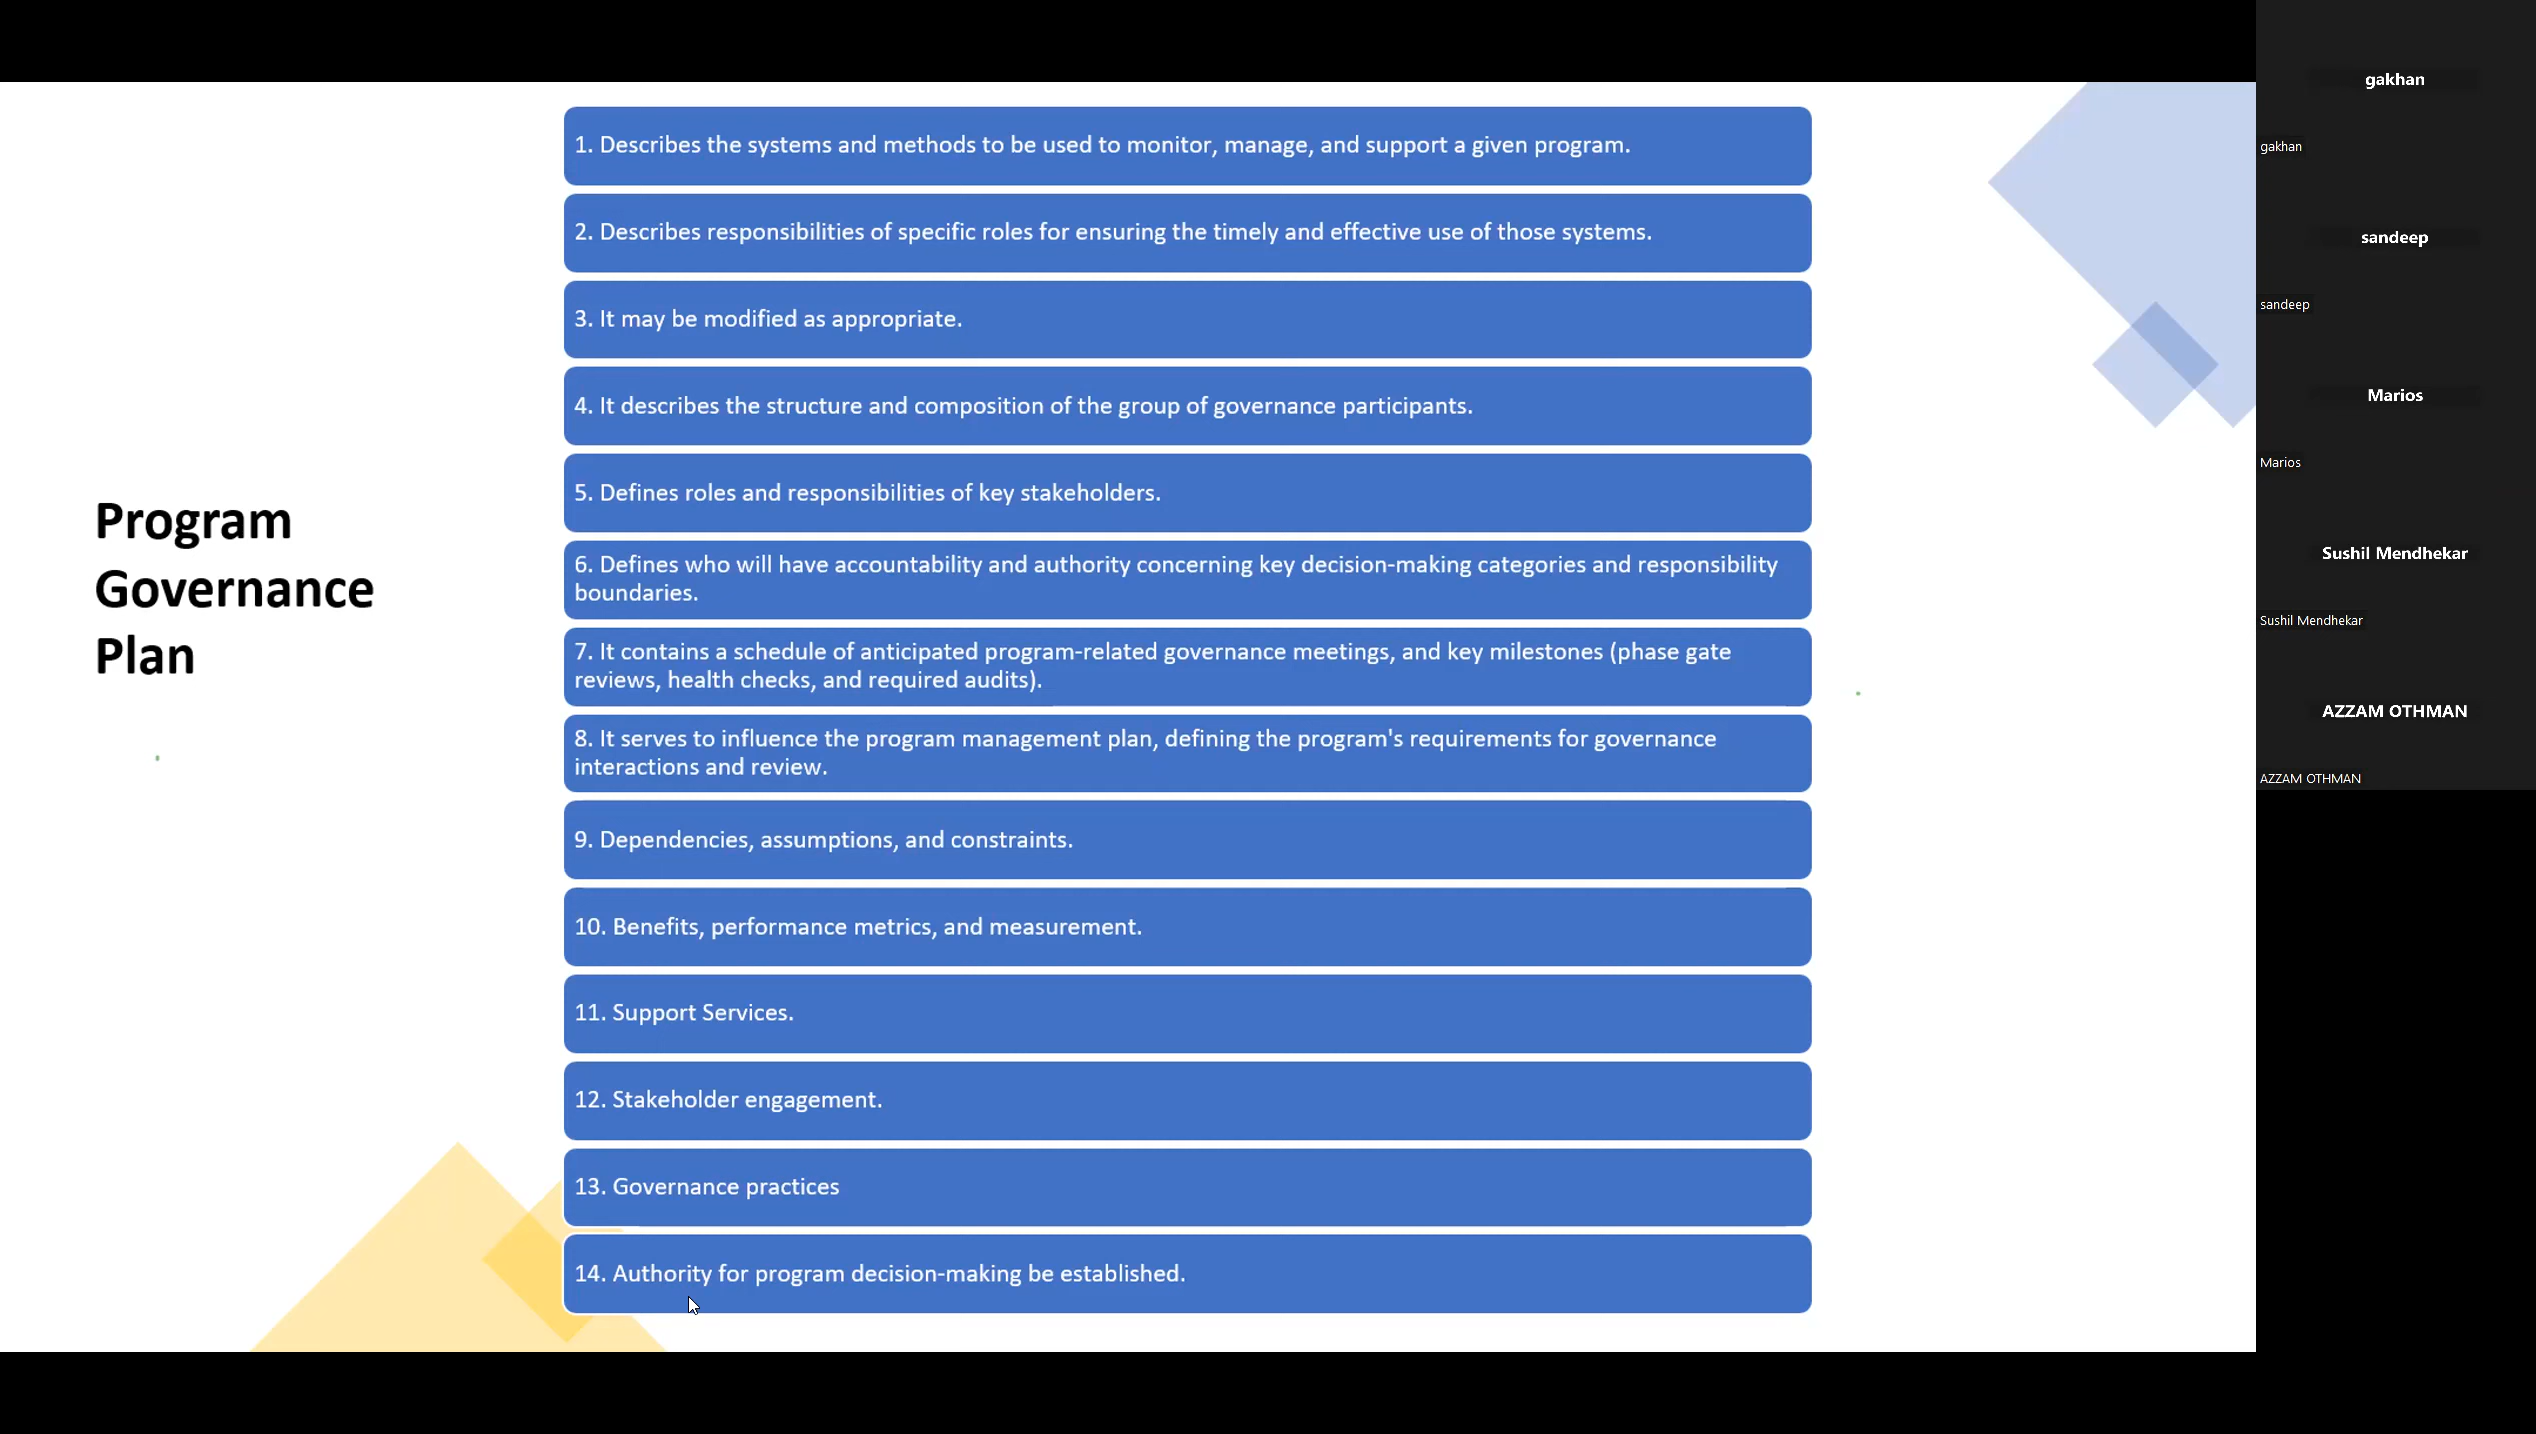 Program
Governance
Plan
1. Describes the systems and methods to be used to monitor, manage, and support a given program.
2. Describes responsibilities of specific roles for ensuring the timely and effective use of those systems.
3. It may be modified as appropriate.
4. It describes the structure and composition of the group of governance participants.
5. Defines roles and responsibilities of key stakeholders.
6. Defines who will have accountability and authority concerning key decision-making categories and responsibility
boundaries.
7. It contains a schedule of anticipated program-related governance meetings, and key milestones (phase gate
reviews, health checks, and required audits).
8. It serves to influence the program management plan, defining the program's requirements for governance
interactions and review.
9. Dependencies, assumptions, and constraints.
10. Benefits, performance metrics, and measurement.
11. Support Services.
12. Stakeholder engagement.
13. Governance practices
14. Authority for program decision-making be established.
gakhan
gakhan
sandeep
sandeep
Marios
Marios
Sushil Mendhekar
Sushil Mendhekar
AZZAM OTHMAN
AZZAM OTHMAN